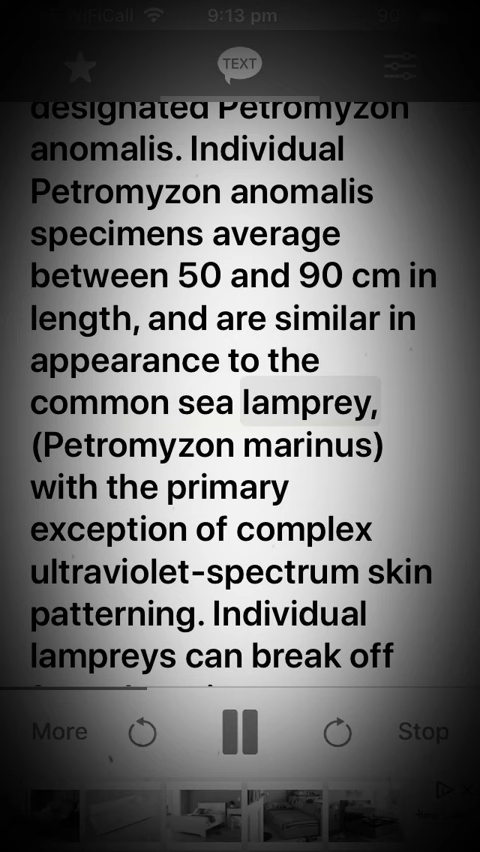 WiFiCall
9:13 pm
90
TEXT
designated Petromyzon
anomalis. Individual
Petromyzon anomalis
specimens average
between 50 and 90 cm in
length, and are similar in
appearance to the
common sea lamprey,
(Petromyzon marinus)
with the primary
exception of complex
ultraviolet-spectrum skin
patterning. Individual
lampreys can break off
More
Stop